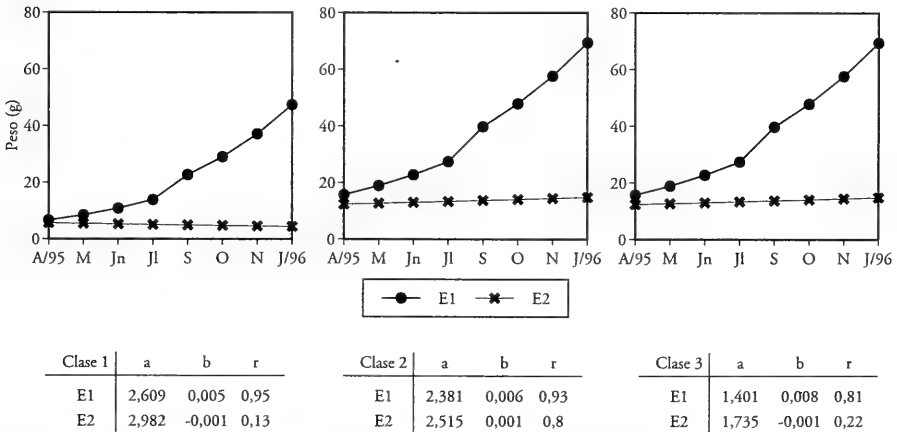 80 80 80
60 60 60
40 40 40
20 20 20
0 0 0
Peso (g)
A/95 M Jn Jl S O N J/96 A/95 M Jn Jl S O N J/96 A/95 M Jn Jl S O N J/96
E1 E2
Clase 1 a b r Clase 2 a b r Clase 3 a b r
E1 2,609 0,005 0,95 E1 2,381 0,006 0,93 E1 1,401 0,008 0,81
E2 2,982 -0,001 0,13 E2 2,515 0,001 0,8 E2 1,735 -0,001 0,22